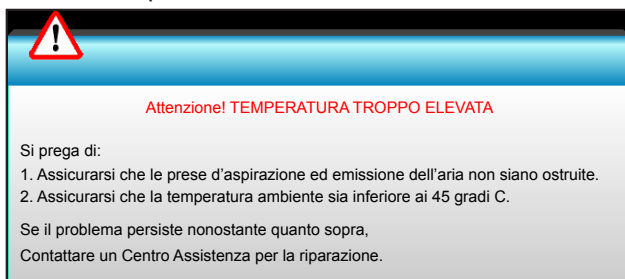 Attenzione! TEMPERATURA TROPPO ELEVATA
Si prega di:
1. Assicurarsi che le prese d'aspirazione ed emissione dell'aria non siano ostruite.
2. Assicurarsi che la temperatura ambiente sia inferiore ai 45 gradi C.
Se il problema persiste nonostante quanto sopra,
Contattare un Centro Assistenza per la riparazione.